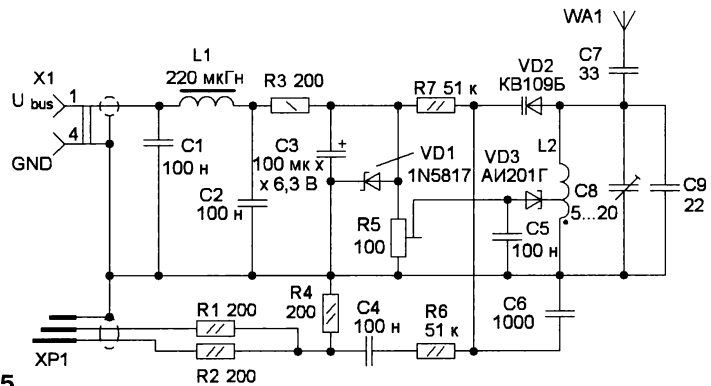 WA1
X1
1
U bus
4
GND
L1
220 мкГн
R3 200
R7 51 к
VD2
КВ109Б
C7
33
C1
100 н
C2
100 н
C3
100 мк х
х 6,3 В
+
VD1
1N5817
VD3
АИ201Г
L2
C8
5...20
C9
22
R5
100
C5
100 н
R1 200
R2 200
R4
200
C4
100 н
R6
51 к
C6
1000
XP1
5